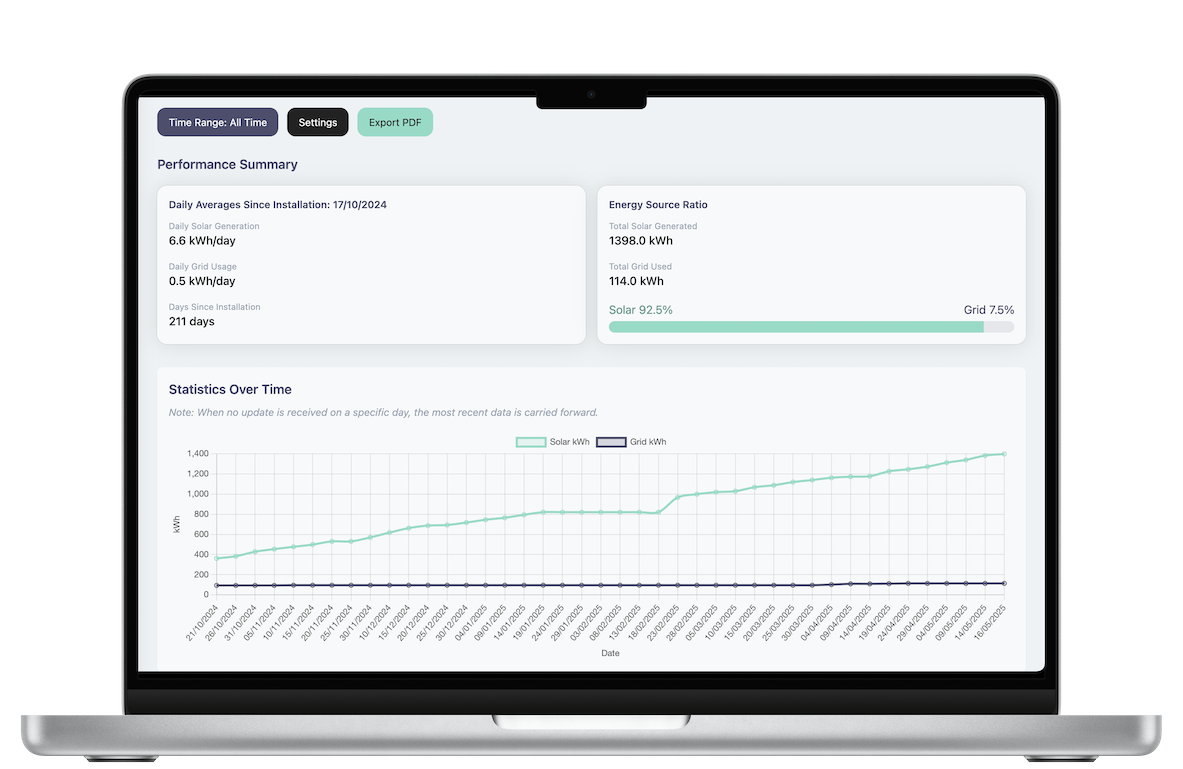 Time Range: All Time
Settings
Export PDF
Performance Summary
Daily Averages Since Installation: 17/10/2024
Daily Solar Generation
6.6 kWh/day
Daily Grid Usage
0.5 kWh/day
Days Since Installation
211 days
Energy Source Ratio
Total Solar Generated
1398.0 kWh
Total Grid Used
114.0 kWh
Solar 92.5%
Grid 7.5%
Statistics Over Time
Note: When no update is received on a specific day, the most recent data is carried forward.
Solar kWh
Grid kWh
kWh
1,400
1,200
1,000
800
600
400
200
0
21/10/2024
26/10/2024
31/10/2024
05/11/2024
10/11/2024
15/11/2024
20/11/2024
25/11/2024
30/11/2024
10/12/2024
15/12/2024
20/12/2024
25/12/2024
30/12/2024
04/01/2025
09/01/2025
14/01/2025
19/01/2025
24/01/2025
29/01/2025
03/02/2025
08/02/2025
13/02/2025
18/02/2025
23/02/2025
28/02/2025
05/03/2025
10/03/2025
15/03/2025
20/03/2025
25/03/2025
30/03/2025
04/04/2025
09/04/2025
14/04/2025
19/04/2025
24/04/2025
29/04/2025
04/05/2025
09/05/2025
14/05/2025
16/05/2025
Date